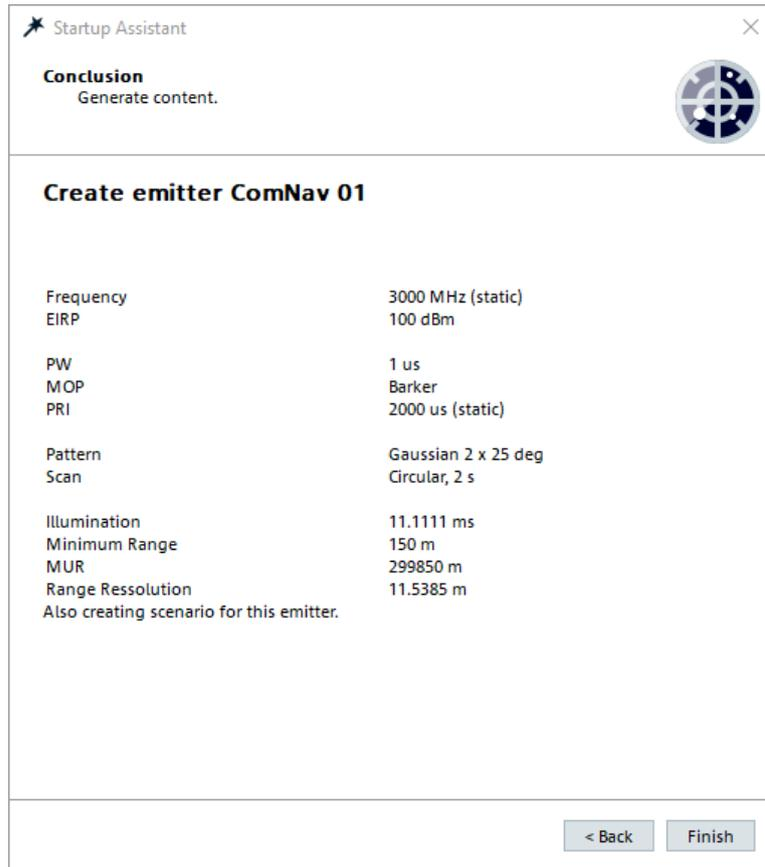 Startup Assistant
Conclusion
Generate content.
Create emitter ComNav 01
Frequency 3000 MHz (static)
EIRP 100 dBm
PW 1 us
MOP Barker
PRI 2000 us (static)
Pattern Gaussian 2 x 25 deg
Scan Circular, 2 s
Illumination 11.1111 ms
Minimum Range 150 m
MUR 299850 m
Range Ressolution 11.5385 m
Also creating scenario for this emitter.
< Back Finish